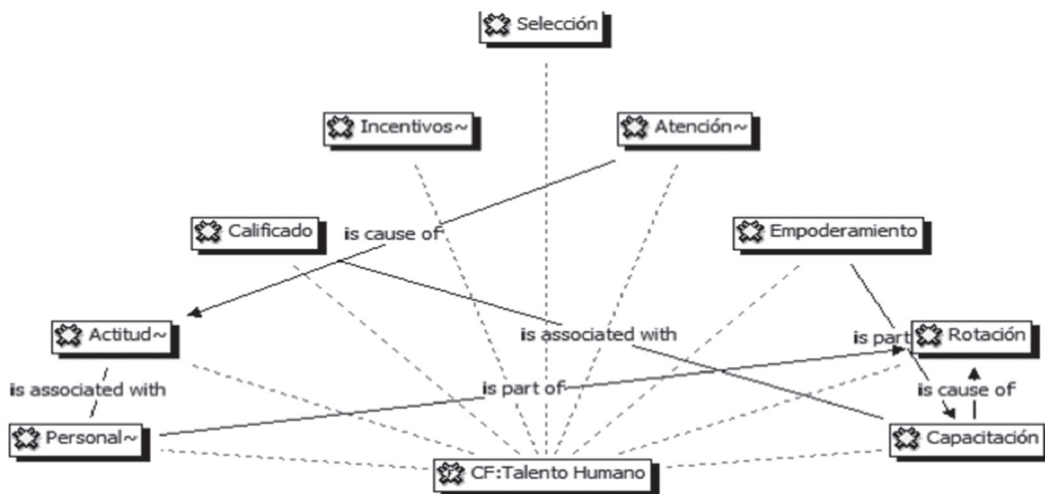 Selección
Incentivos~
Atención~
Calificado
is cause of
Empoderamiento
Actitud~
is associated with
is part
Rotación
is associated with
is part of
is cause of
Personal~
Capacitación
CF:Talento Humano